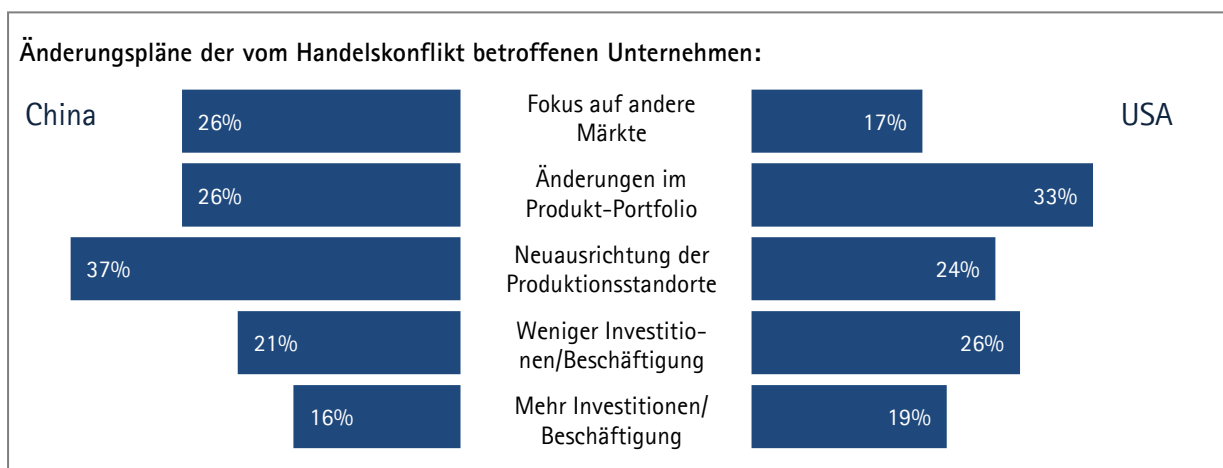 Änderungspläne der vom Handelskonflikt betroffenen Unternehmen:
China
USA
26%
Fokus auf andere
Märkte
17%
26%
Änderungen im
Produkt-Portfolio
33%
37%
Neuausrichtung der
Produktionsstandorte
24%
21%
Weniger Investitio-
nen/Beschäftigung
26%
16%
Mehr Investitionen/
Beschäftigung
19%